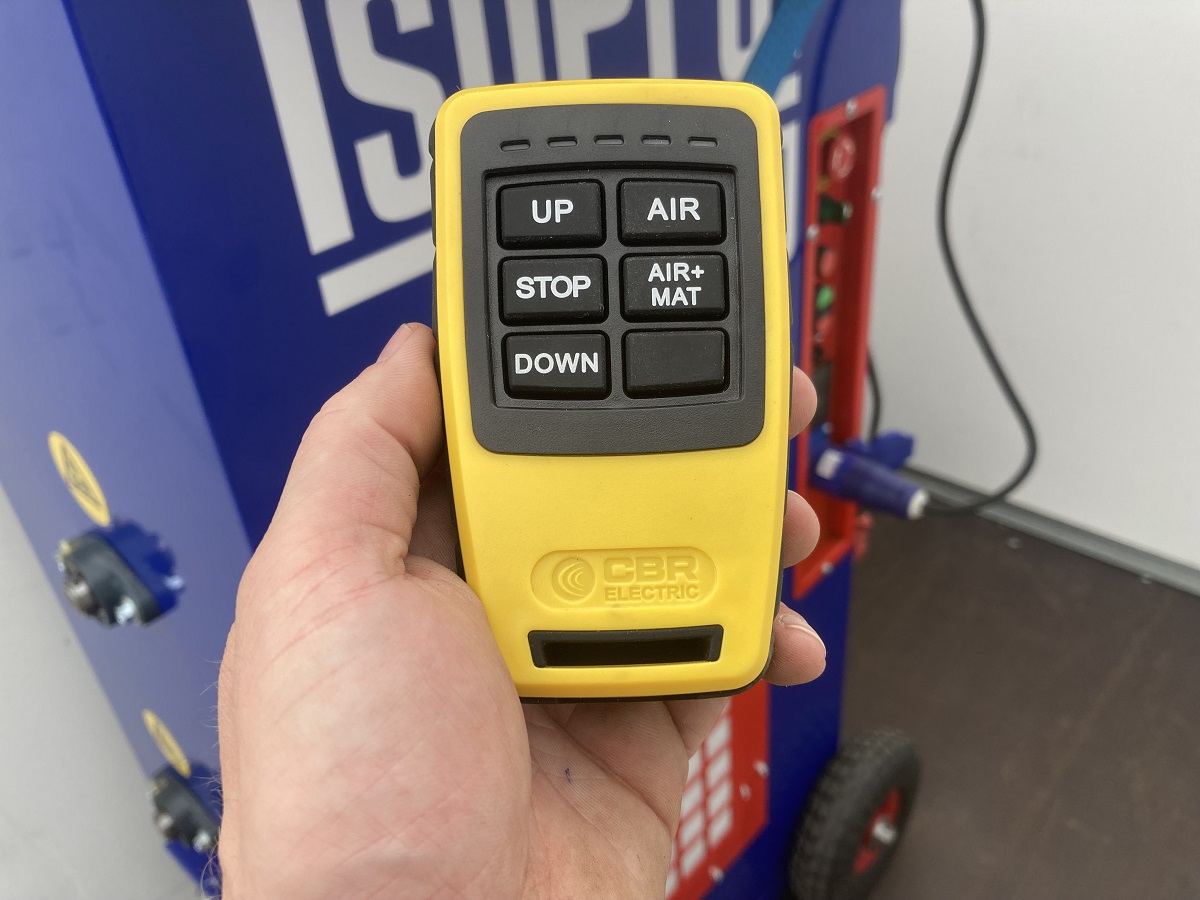 UP
AIR
STOP
AIR+
MAT
DOWN
CBR
ELECTRIC